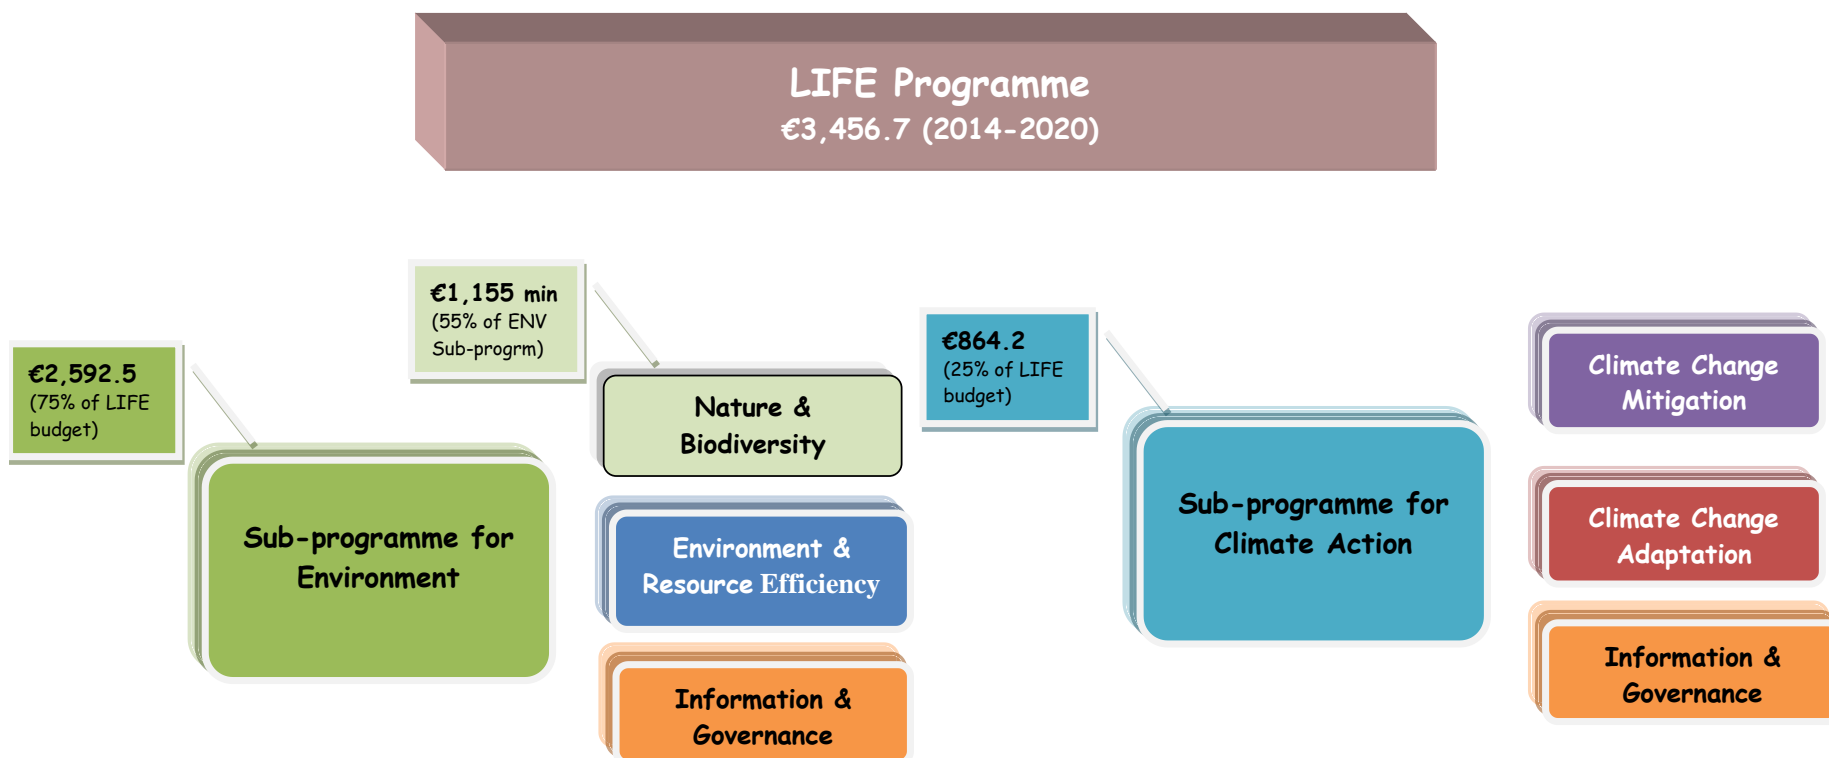 LIFE Programme
€3,456.7 (2014-2020)
€2,592.5
(75% of LIFE
budget)
Sub-programme for
Environment
€1,155 min
(55% of ENV
Sub-progrm)
Nature &
Biodiversity
Environment &
Resource Efficiency
Information &
Governance
€864.2
(25% of LIFE
budget)
Sub-programme for
Climate Action
Climate Change
Mitigation
Climate Change
Adaptation
Information &
Governance